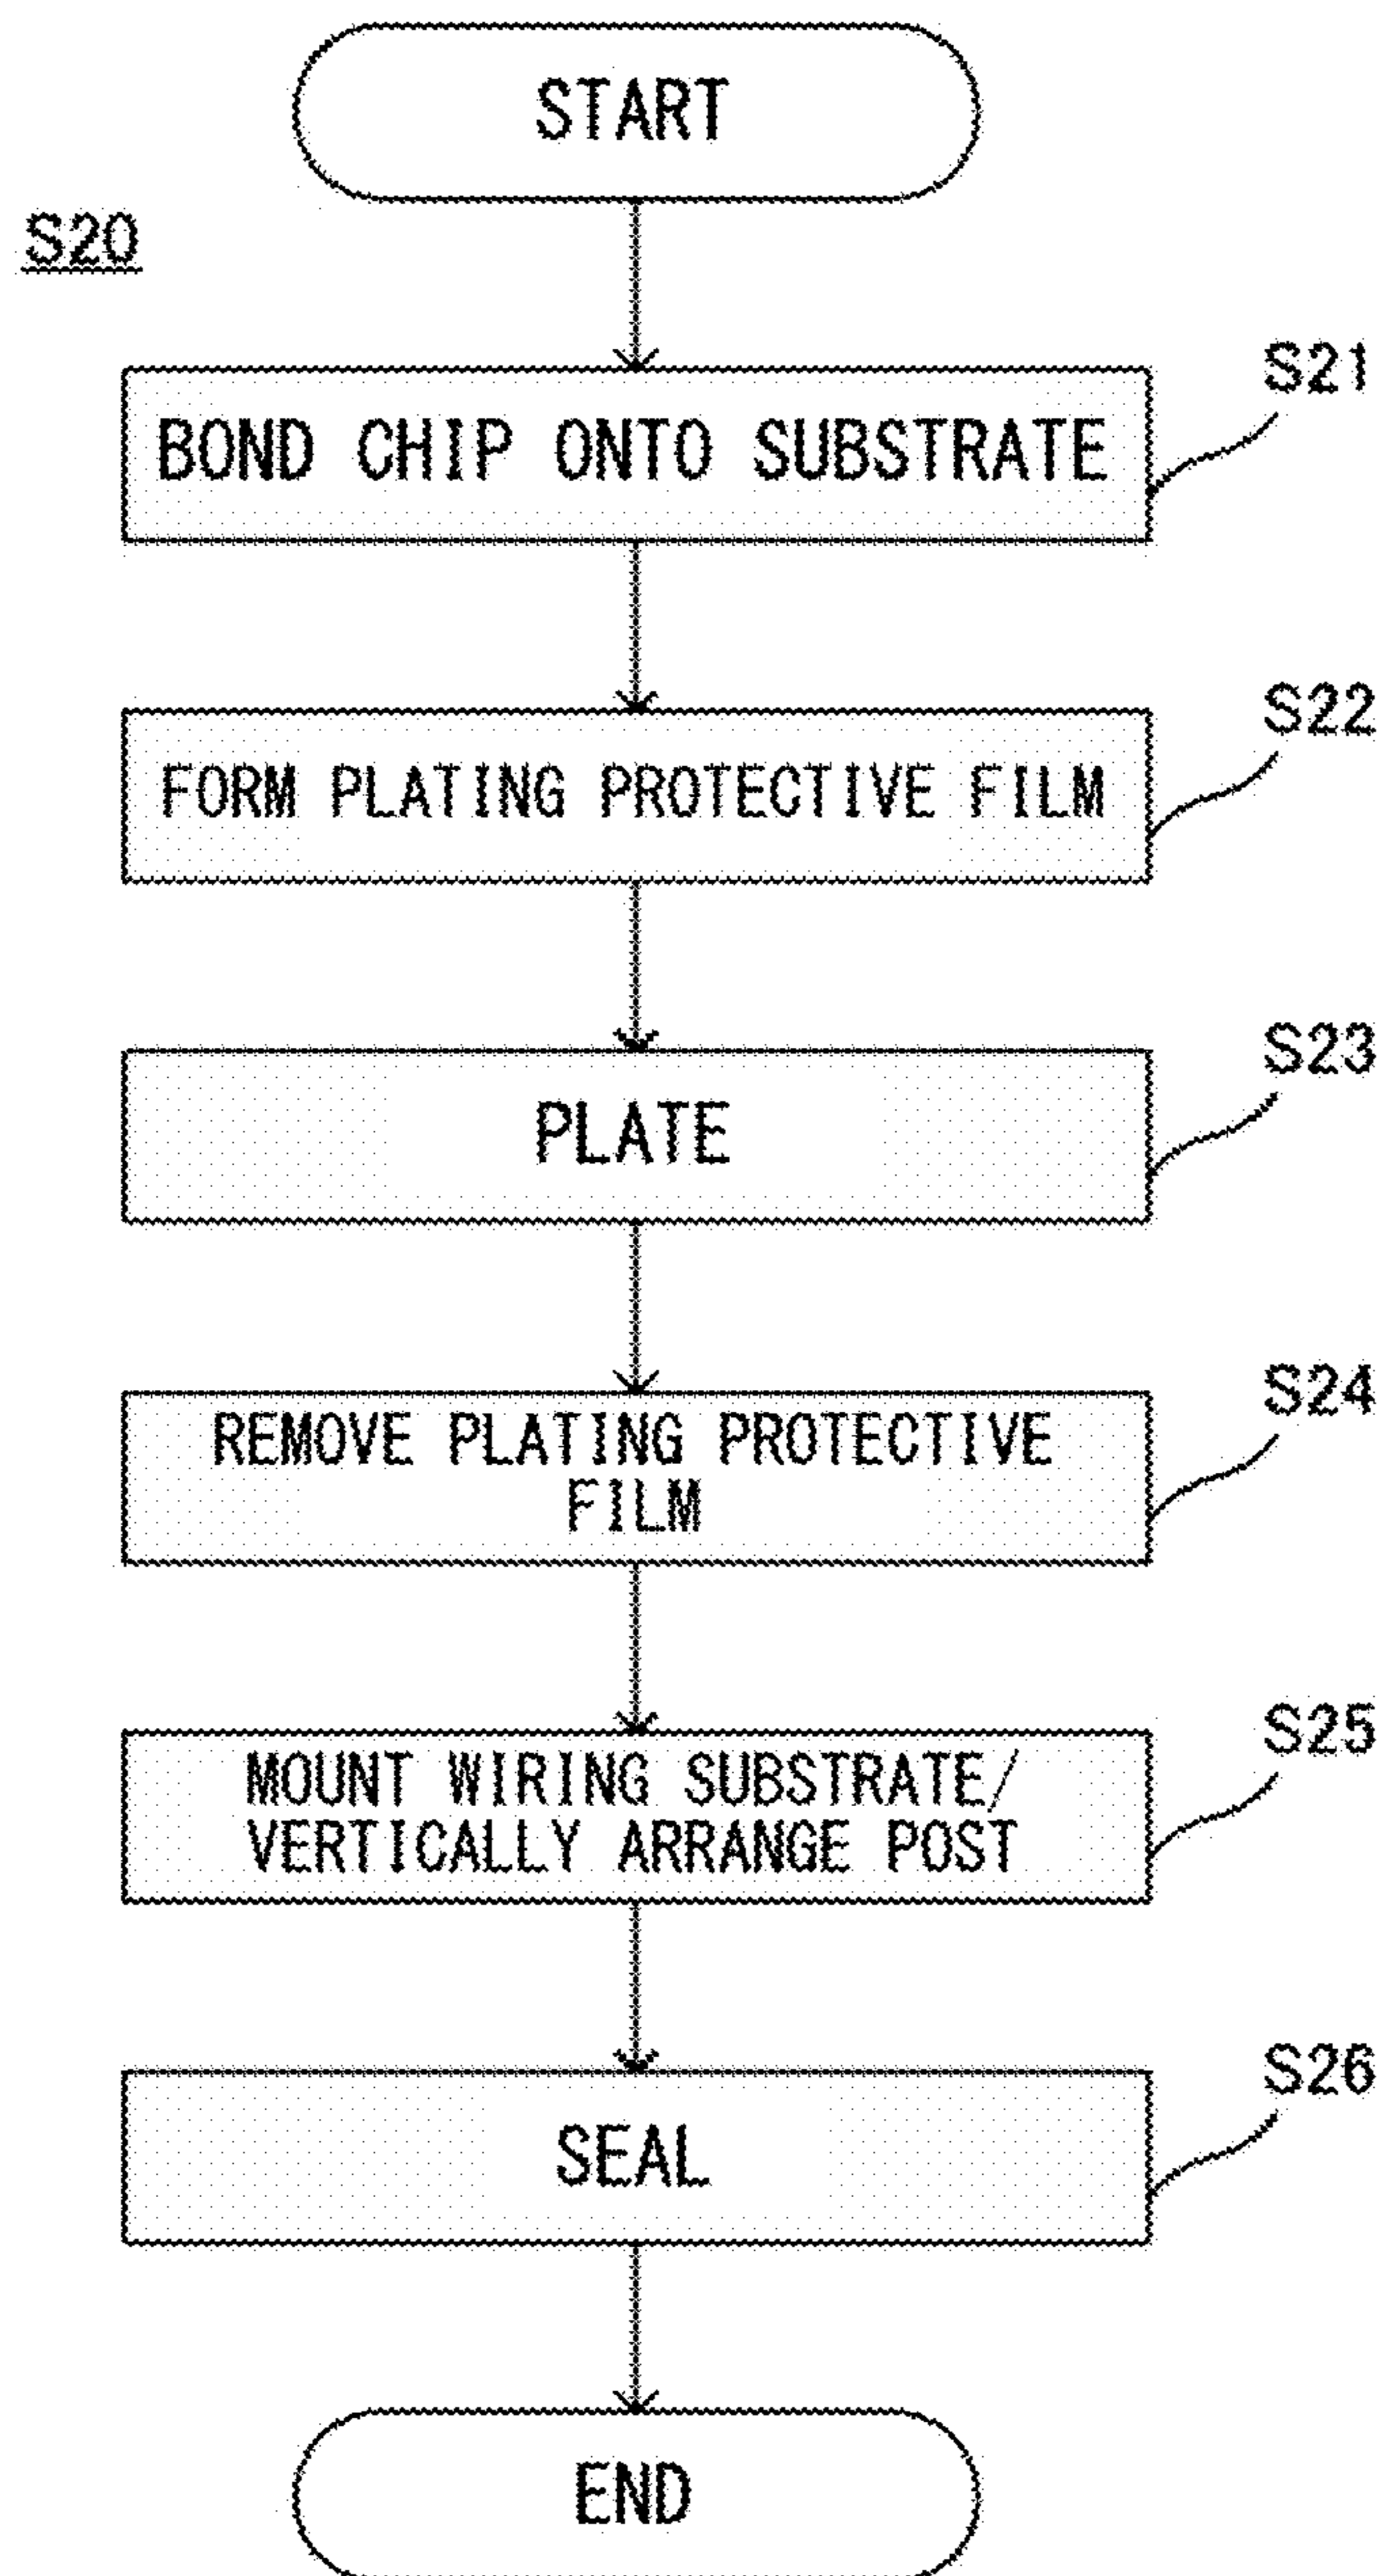 START
S20
S21
BOND CHIP ONTO SUBSTRATE
S22
FORM PLATING PROTECTIVE FILM
S23
PLATE
S24
REMOVE PLATING PROTECTIVE
FILM
S25
MOUNT WIRING SUBSTRATE/
VERTICALLY ARRANGE POST
S26
SEAL
END